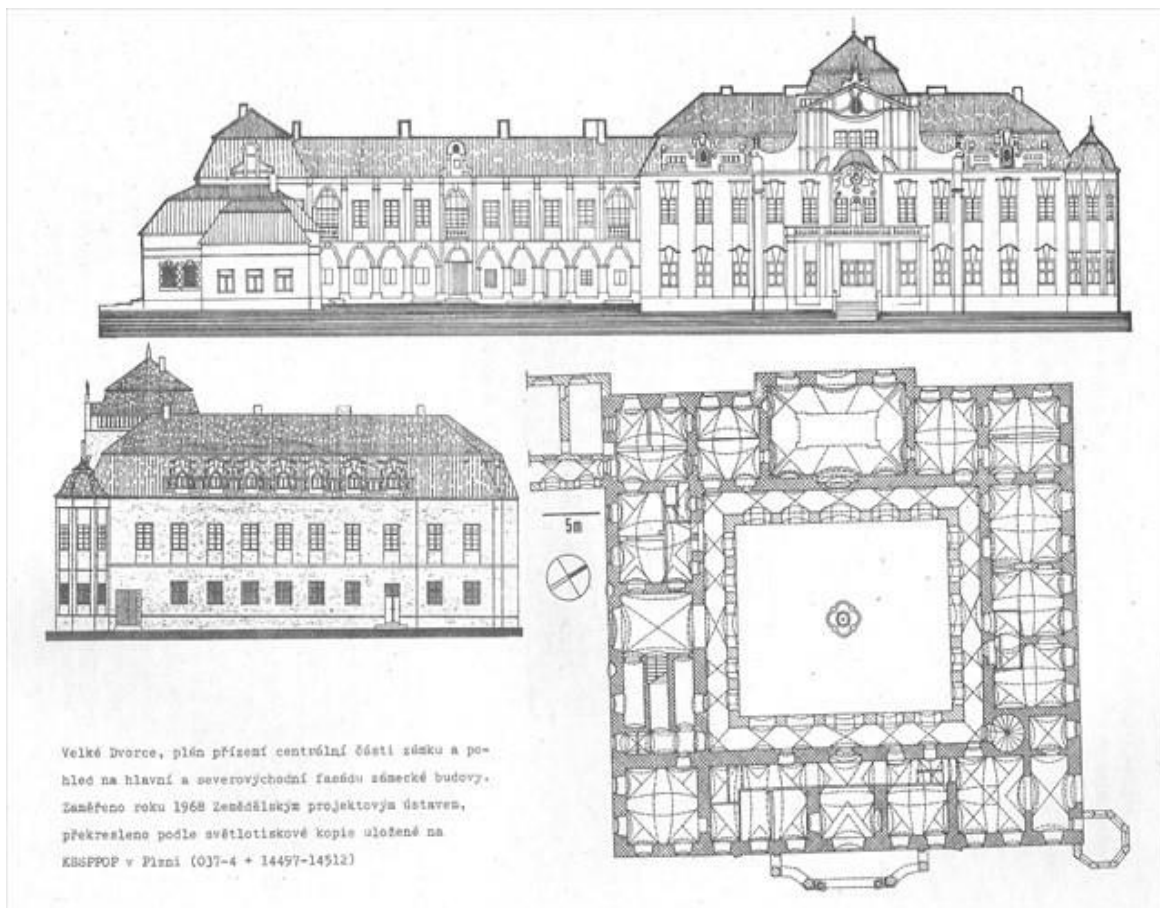 5m
Velké Dvorce, plán přízemí centrální části zámku a po-
hled na hlavní a severovýchodní fasádu zámecké budovy.
Zaměřeno roku 1968 Zemědělským projektovým ústavem,
překresleno podle světlotiskové kopie uložené na
KSSPPOP v Plzni (037-4 + 14497-14512)